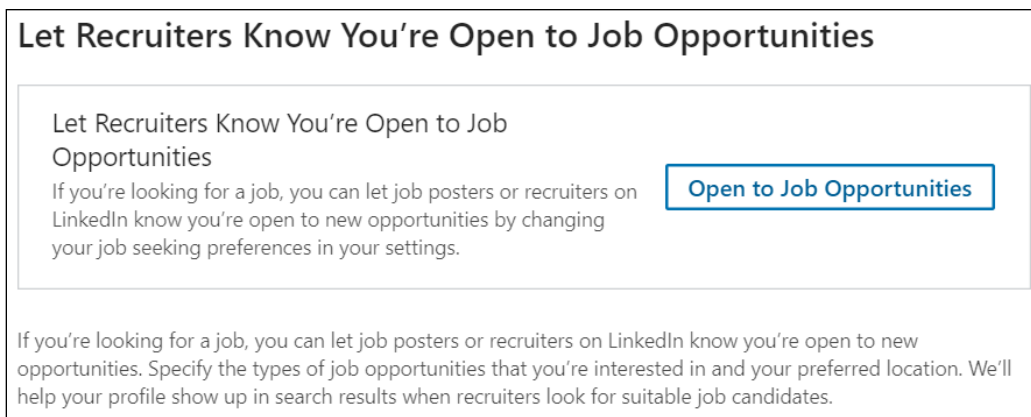 Let Recruiters Know You’re Open to Job Opportunities
Let Recruiters Know You’re Open to Job
Opportunities
If you’re looking for a job, you can let job posters or recruiters on
LinkedIn know you’re open to new opportunities by changing
your job seeking preferences in your settings.
Open to Job Opportunities
If you’re looking for a job, you can let job posters or recruiters on LinkedIn know you’re open to new
opportunities. Specify the types of job opportunities that you’re interested in and your preferred location. We’ll
help your profile show up in search results when recruiters look for suitable job candidates.